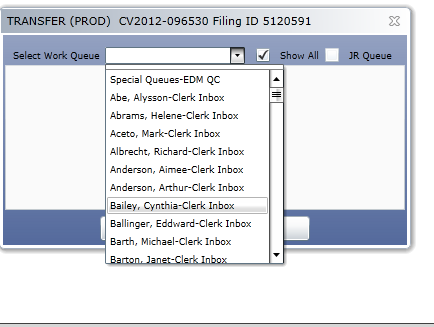 TRANSFER (PROD) CV2012-096530 Filing ID 5120591
Select Work Queue
Show All
JR Queue
Special Queues-EDM QC
Abe, Alysson-Clerk Inbox
Abrams, Helene-Clerk Inbox
Aceto, Mark-Clerk Inbox
Albrecht, Richard-Clerk Inbox
Anderson, Aimee-Clerk Inbox
Anderson, Arthur-Clerk Inbox
Bailey, Cynthia-Clerk Inbox
Ballinger, Eddward-Clerk Inbox
Barth, Michael-Clerk Inbox
Barton, Janet-Clerk Inbox